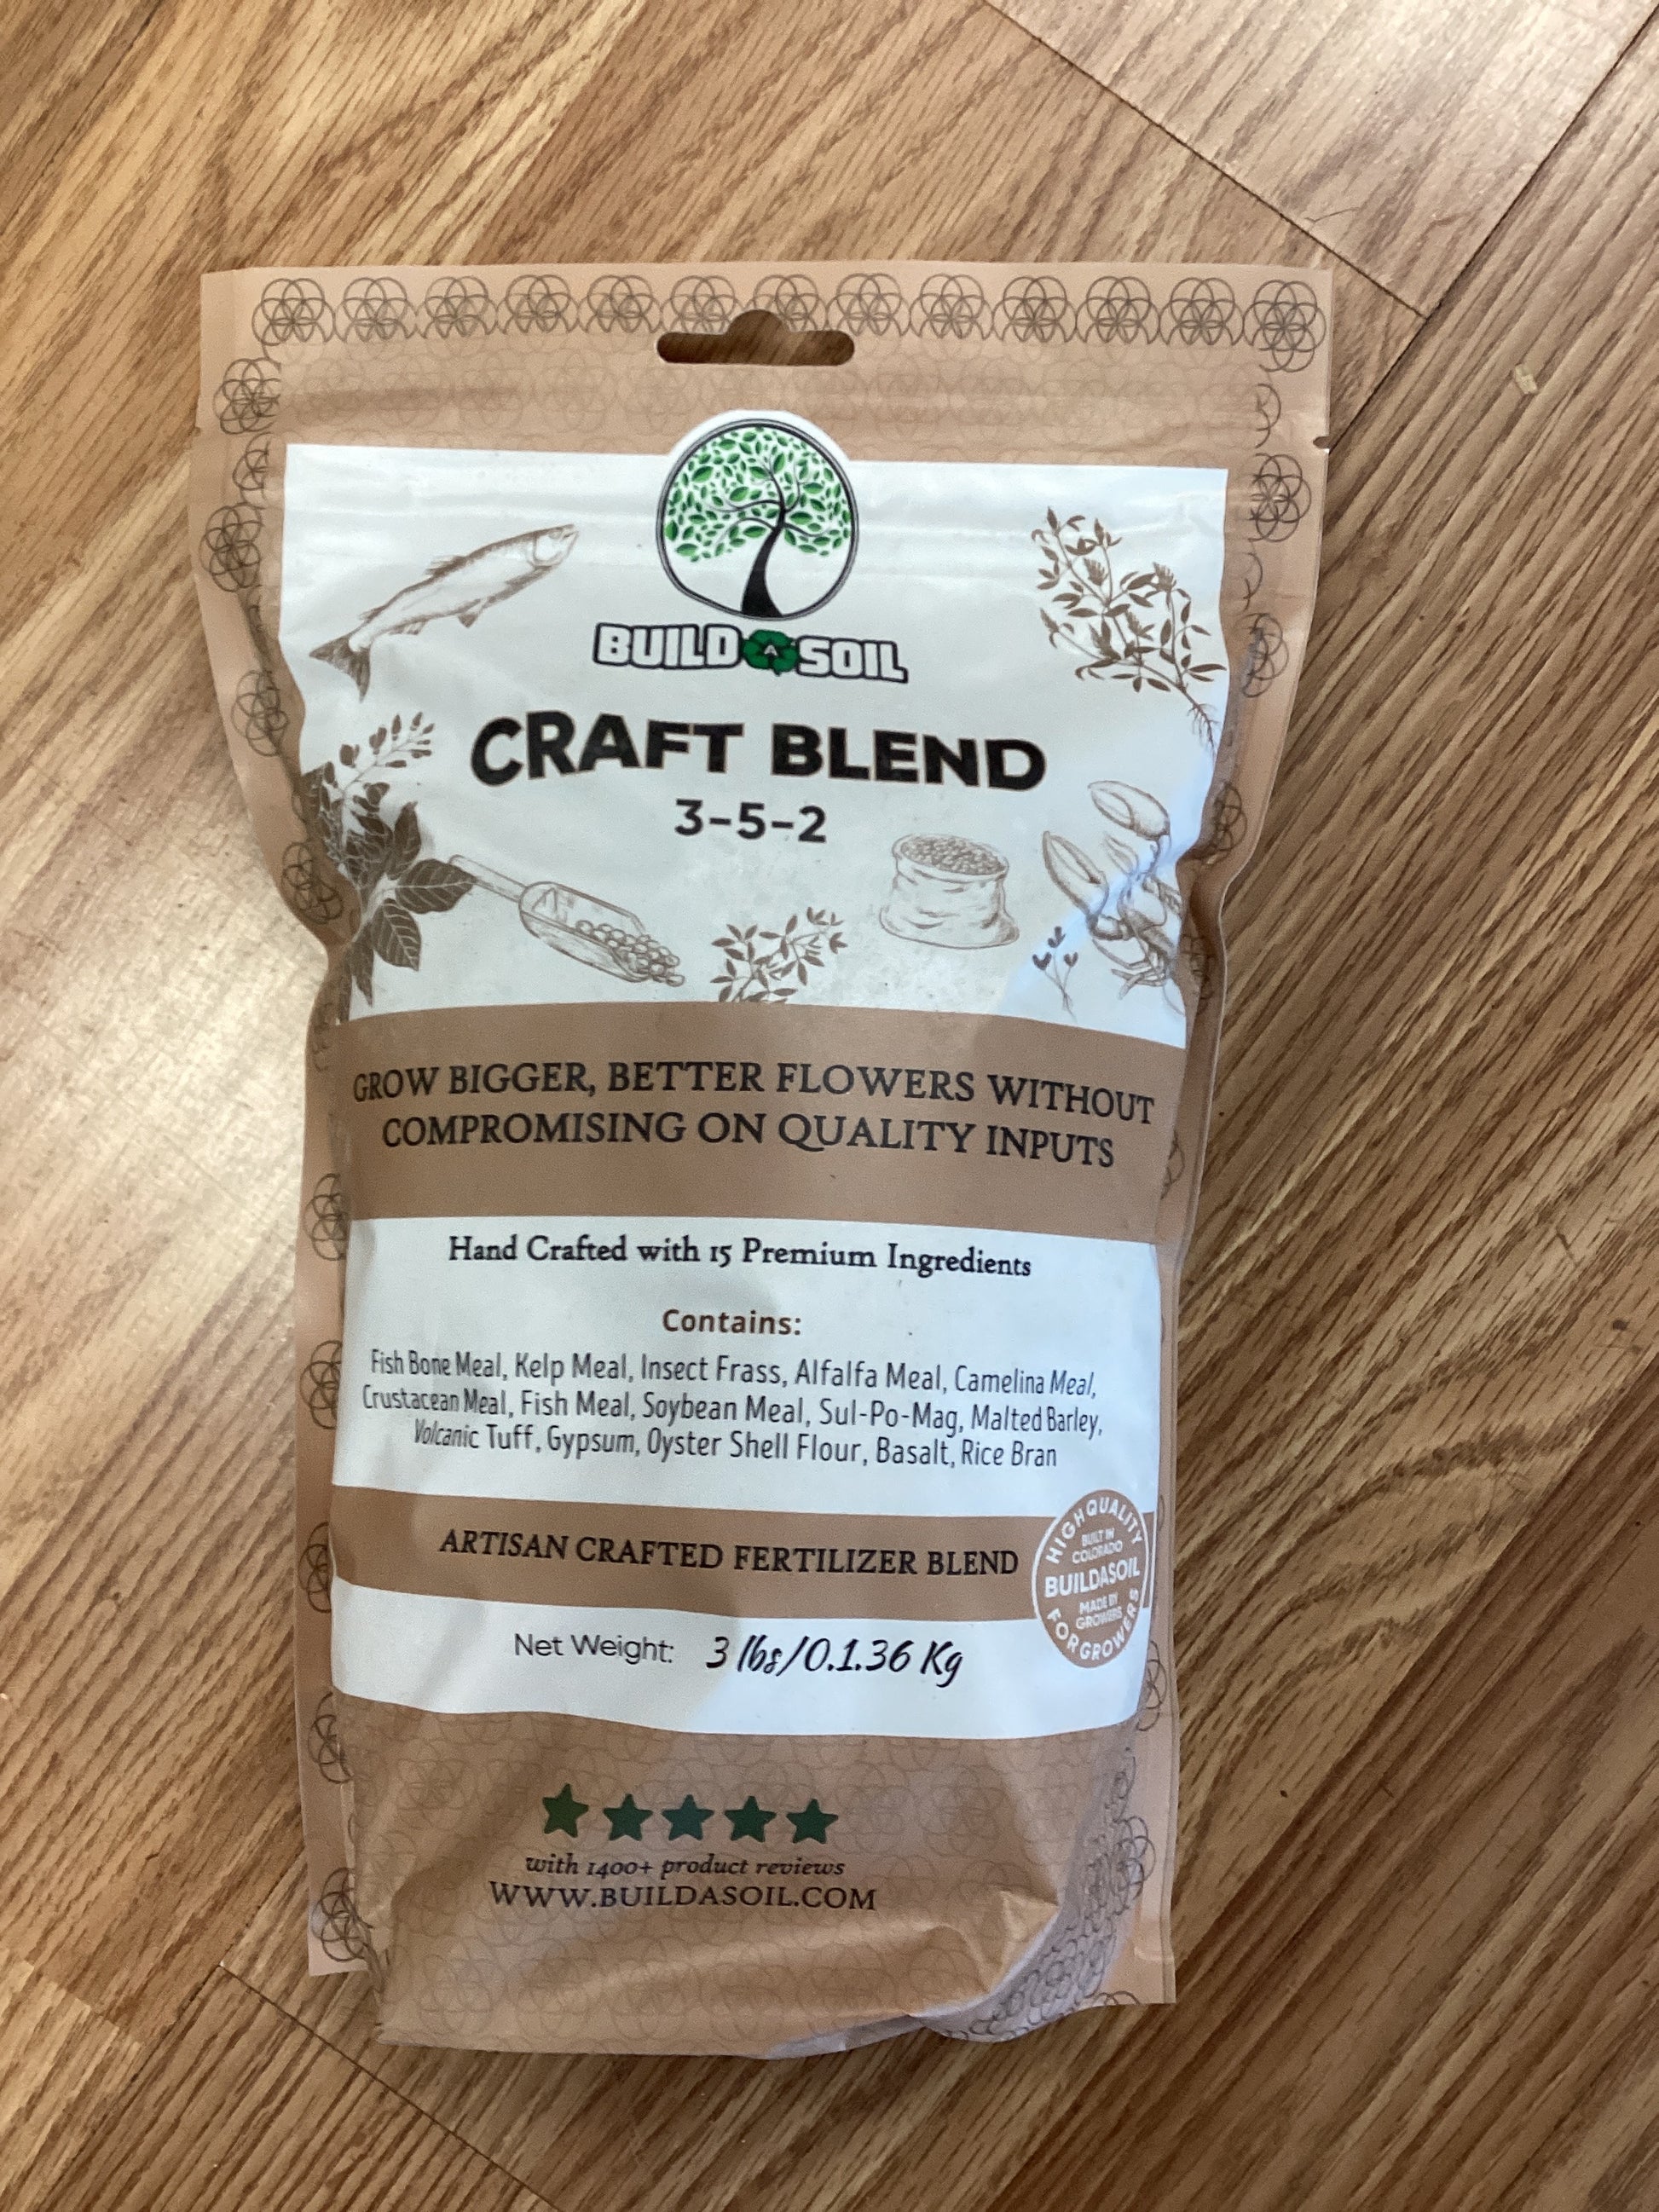 BUILD A SOIL
CRAFT BLEND
3-5-2
GROW BIGGER, BETTER FLOWERS WITHOUT
COMPROMISING ON QUALITY INPUTS
Hand Crafted with 15 Premium Ingredients
Contains:
Fish Bone Meal, Kelp Meal, Insect Frass, Alfalfa Meal, Camelina Meal,
Crustacean Meal, Fish Meal, Soybean Meal, Sul-Po-Mag, Malted Barley,
Volcanic Tuff, Gypsum, Oyster Shell Flour, Basalt, Rice Bran
ARTISAN CRAFTED FERTILIZER BLEND
HIGH QUALITY
BUILT IN
COLORADO
BUILDASOIL
MADE BY
GROWERS
FOR GROWERS
Net Weight: 3 lbs/0.1.36 Kg
with 1400+ product reviews
WWW.BUILDASOIL.COM